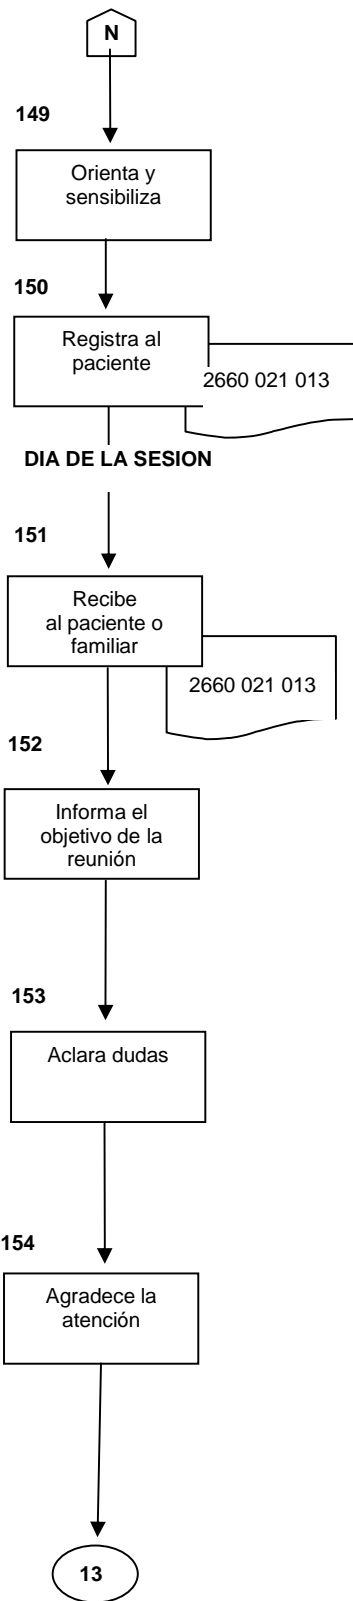 N
149
Orienta y
sensibiliza
150
Registra al
paciente
2660 021 013
DIA DE LA SESION
151
Recibe
al paciente o
familiar
2660 021 013
152
Informa el
objetivo de la
reunión
153
Aclara dudas
154
Agradece la
atención
13